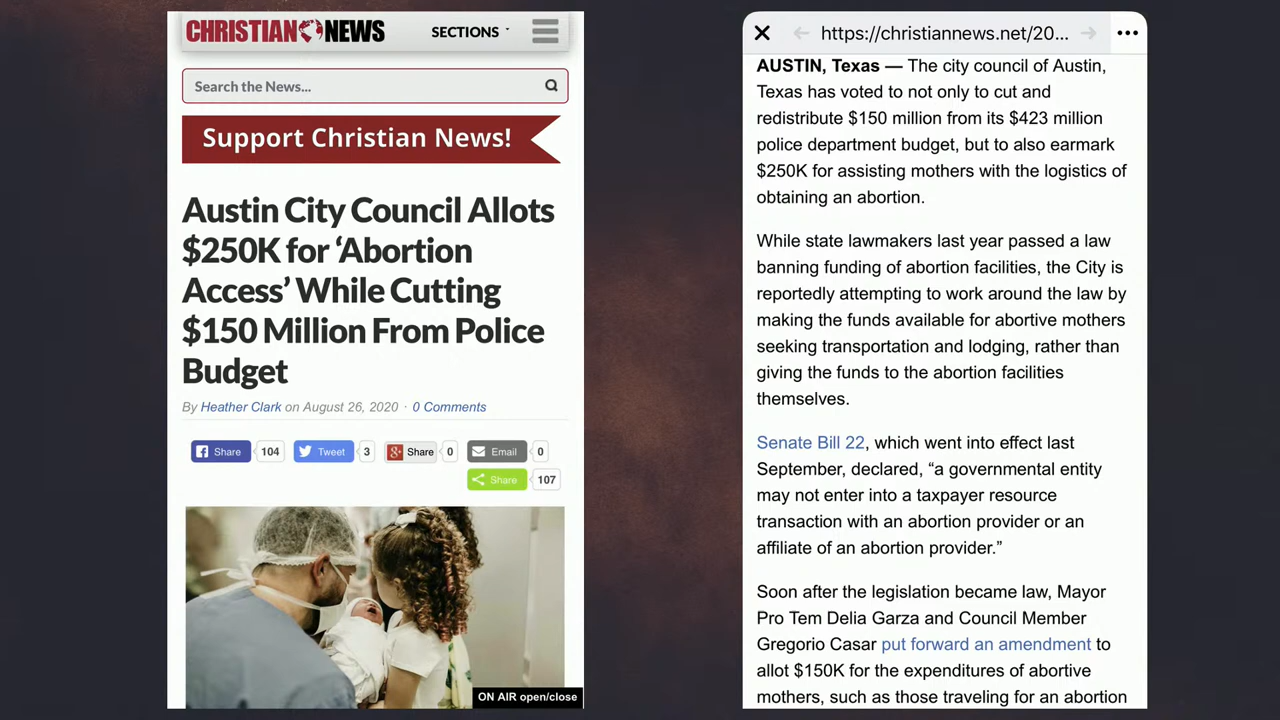 CHRISTIAN NEWS
SECTIONS
Search the News...
Support Christian News!
Austin City Council Allots
$250K for ‘Abortion
Access’ While Cutting
$150 Million From Police
Budget
By Heather Clark on August 26, 2020 · 0 Comments
Share 104 Tweet 3 Share 0 Email 0
Share 107
ON AIR open/close
https://christiannews.net/20...
AUSTIN, Texas — The city council of Austin,
Texas has voted to not only to cut and
redistribute $150 million from its $423 million
police department budget, but to also earmark
$250K for assisting mothers with the logistics of
obtaining an abortion.
While state lawmakers last year passed a law
banning funding of abortion facilities, the City is
reportedly attempting to work around the law by
making the funds available for abortive mothers
seeking transportation and lodging, rather than
giving the funds to the abortion facilities
themselves.
Senate Bill 22, which went into effect last
September, declared, “a governmental entity
may not enter into a taxpayer resource
transaction with an abortion provider or an
affiliate of an abortion provider.”
Soon after the legislation became law, Mayor
Pro Tem Delia Garza and Council Member
Gregorio Casar put forward an amendment to
allot $150K for the expenditures of abortive
mothers, such as those traveling for an abortion